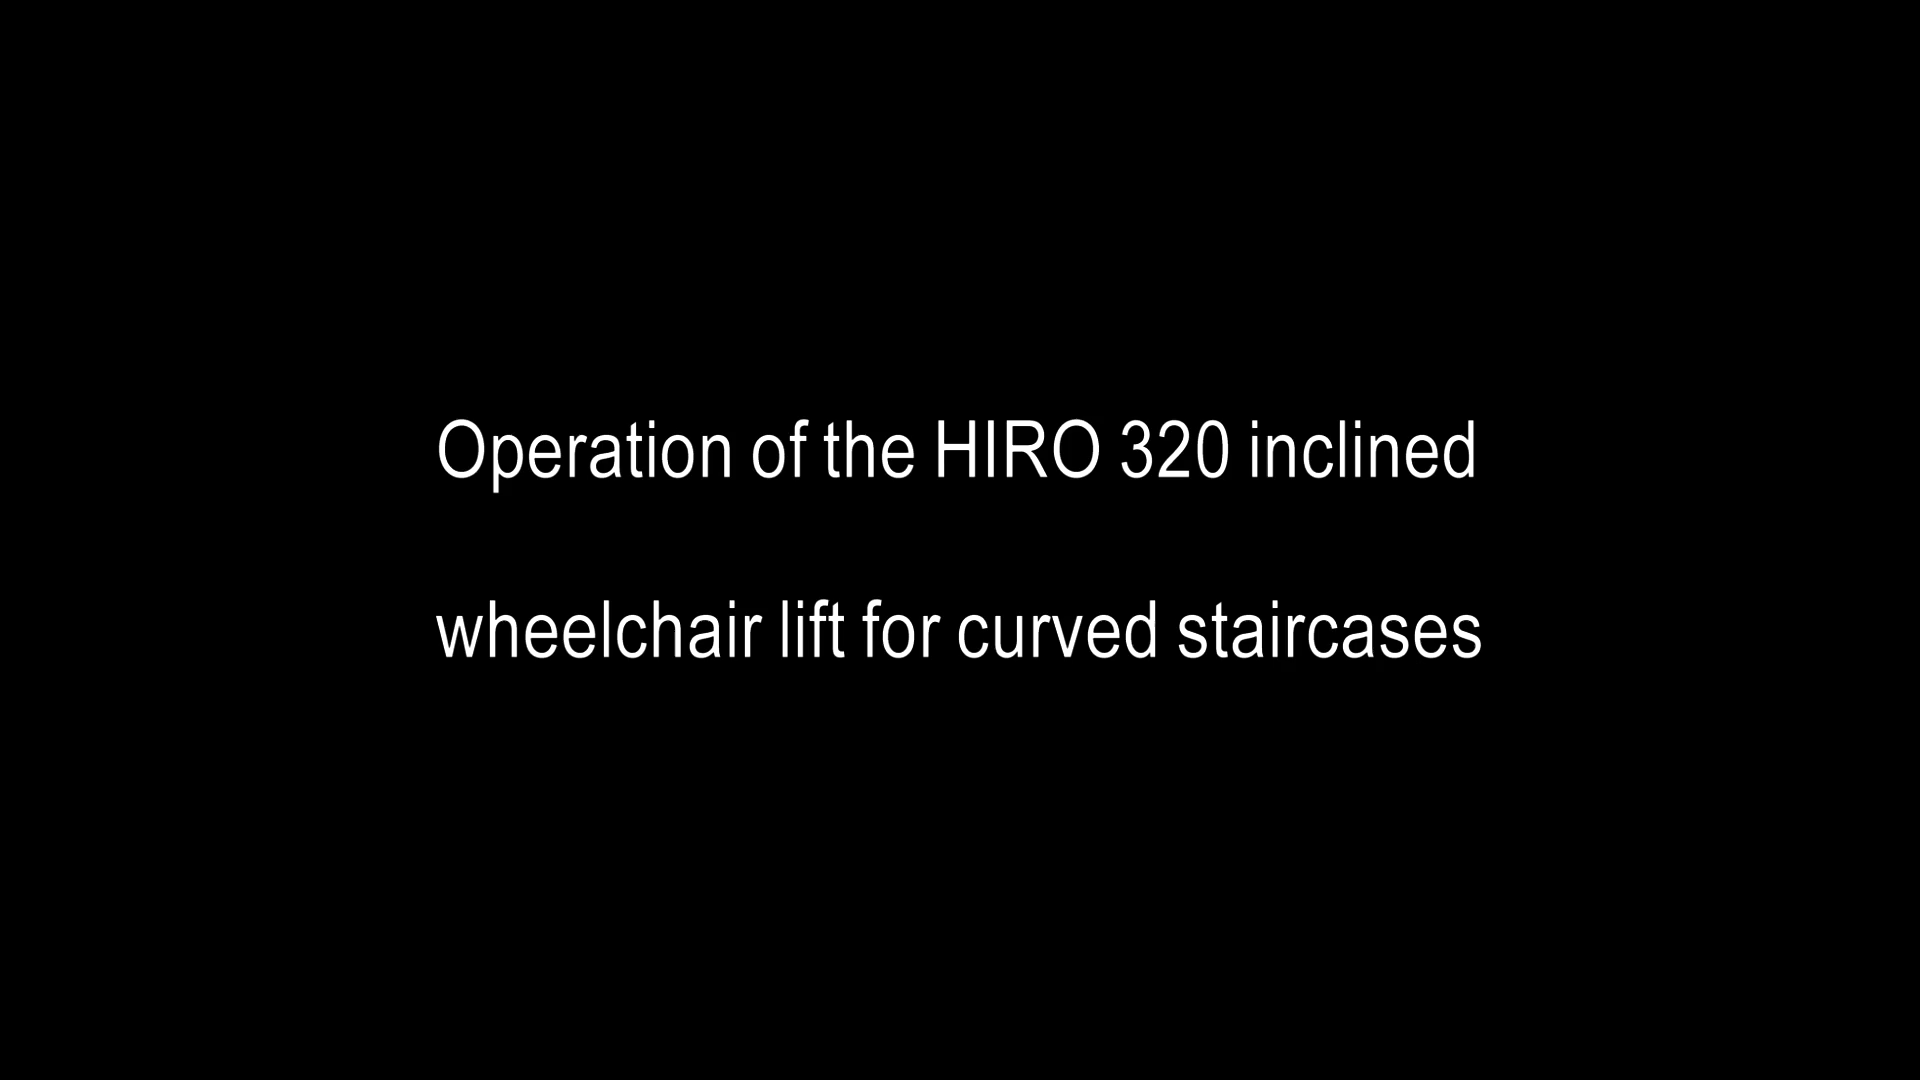 Operation of the HIRO 320 inclined
wheelchair lift for curved staircases